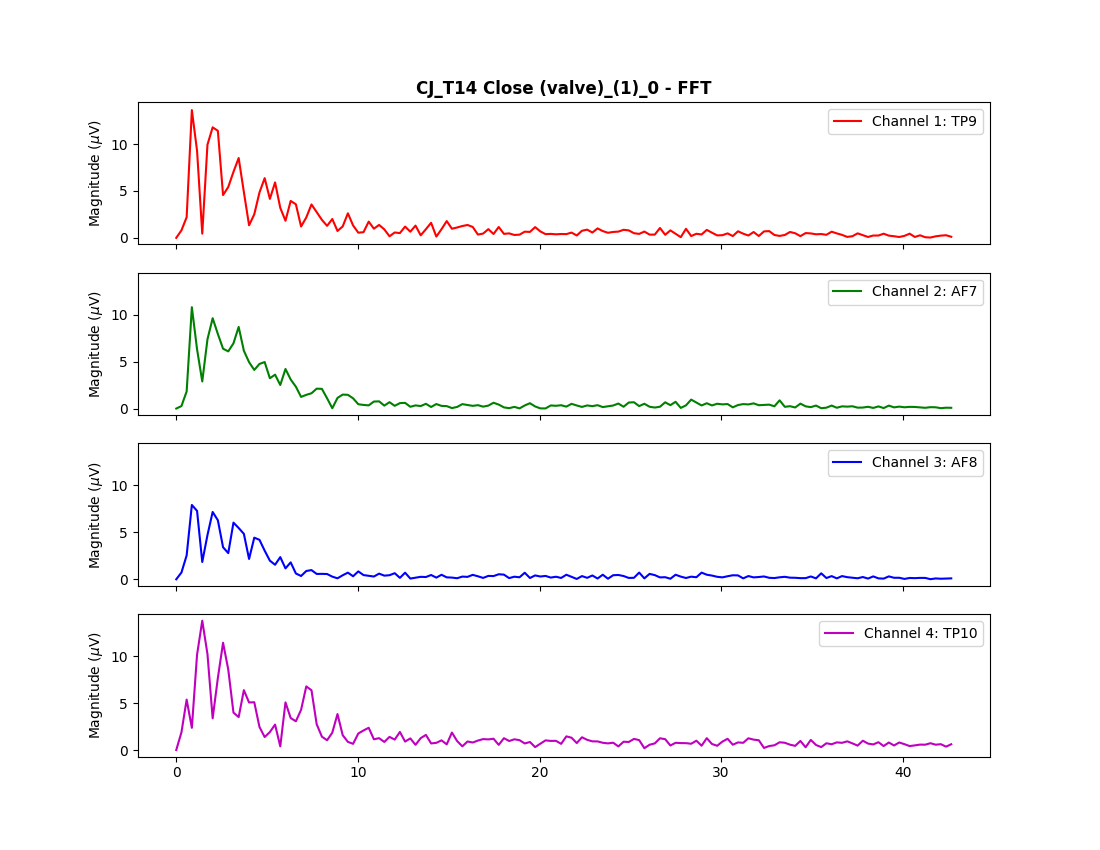 CJ_T14 Close (valve)_(1)_0 - FFT
Magnitude (μV)
10
5
0
Channel 1: TP9
Magnitude (μV)
10
5
0
Channel 2: AF7
Magnitude (μV)
10
5
0
Channel 3: AF8
Magnitude (μV)
10
5
0
Channel 4: TP10
0 10 20 30 40